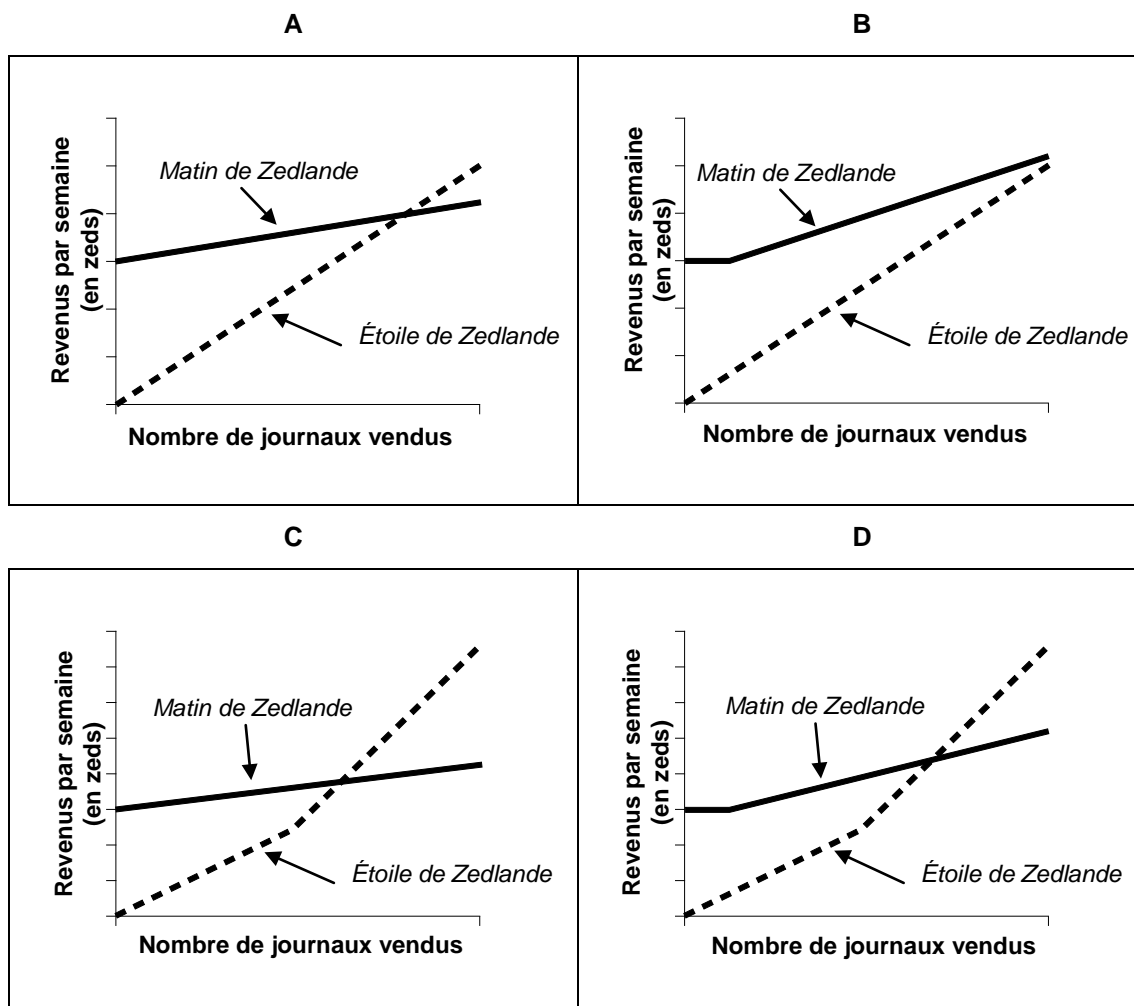 A
Revenus par semaine
(en zeds)
Matin de Zedlande
Étoile de Zedlande
Nombre de journaux vendus
B
Revenus par semaine
(en zeds)
Matin de Zedlande
Étoile de Zedlande
Nombre de journaux vendus
C
Revenus par semaine
(en zeds)
Matin de Zedlande
Étoile de Zedlande
Nombre de journaux vendus
D
Revenus par semaine
(en zeds)
Matin de Zedlande
Étoile de Zedlande
Nombre de journaux vendus